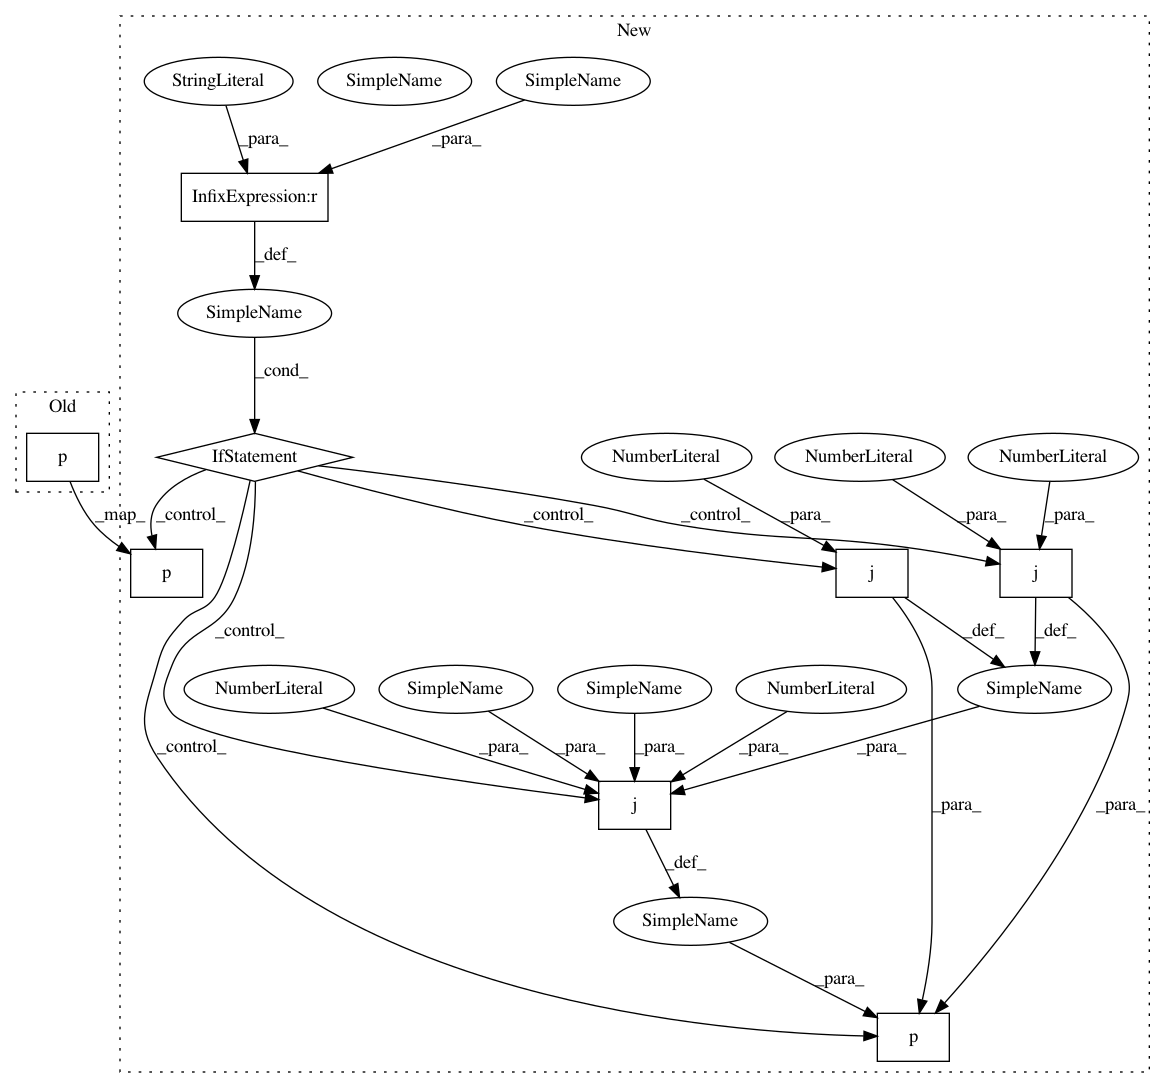 New
StringLiteral
SimpleName
SimpleName
_para_
_para_
InfixExpression:r
_def_
SimpleName
_cond_
Old
p
IfStatement
NumberLiteral
NumberLiteral
NumberLiteral
_map_
_control_
_control_
_control_
_para_
_para_
_para_
p
j
j
_control_
_def_
_def_
NumberLiteral
SimpleName
SimpleName
NumberLiteral
SimpleName
_control_
_para_
_para_
_para_
_para_
_para_
j
_para_
_para_
_def_
SimpleName
_para_
p